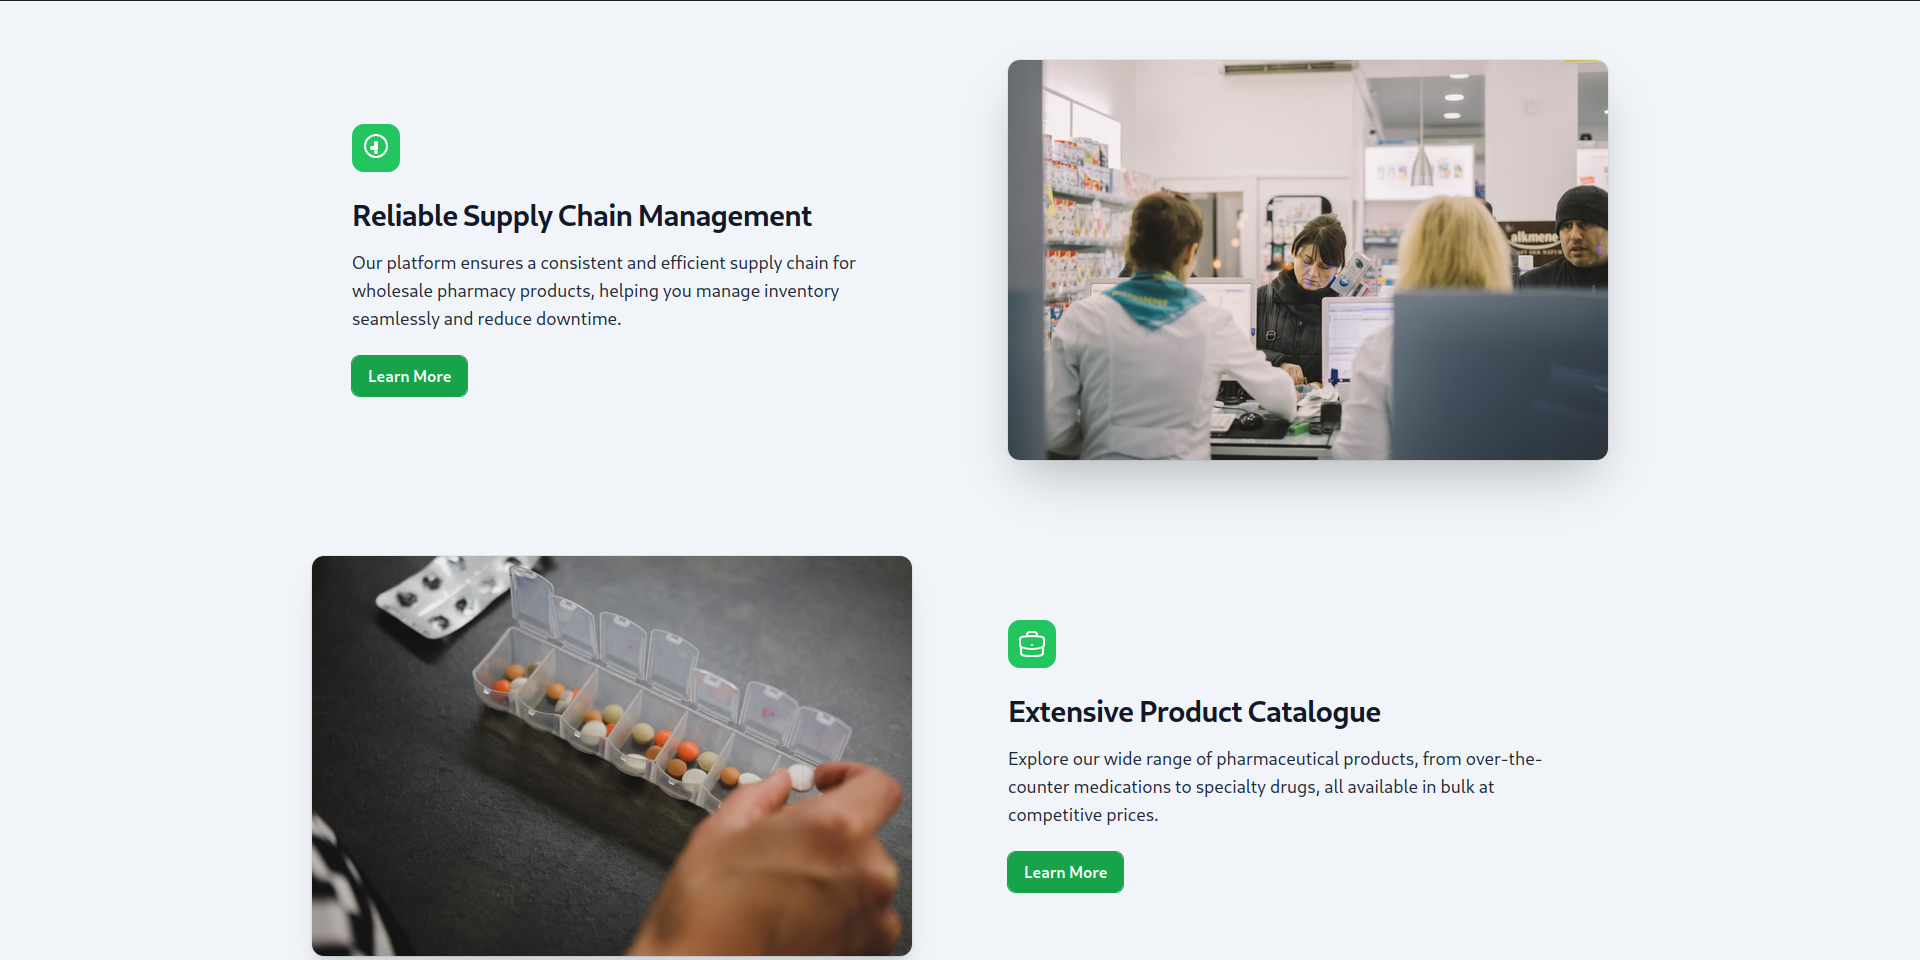 Reliable Supply Chain Management
Our platform ensures a consistent and efficient supply chain for
wholesale pharmacy products, helping you manage inventory
seamlessly and reduce downtime.
Learn More
alkmene
Extensive Product Catalogue
Explore our wide range of pharmaceutical products, from over-the-
counter medications to specialty drugs, all available in bulk at
competitive prices.
Learn More